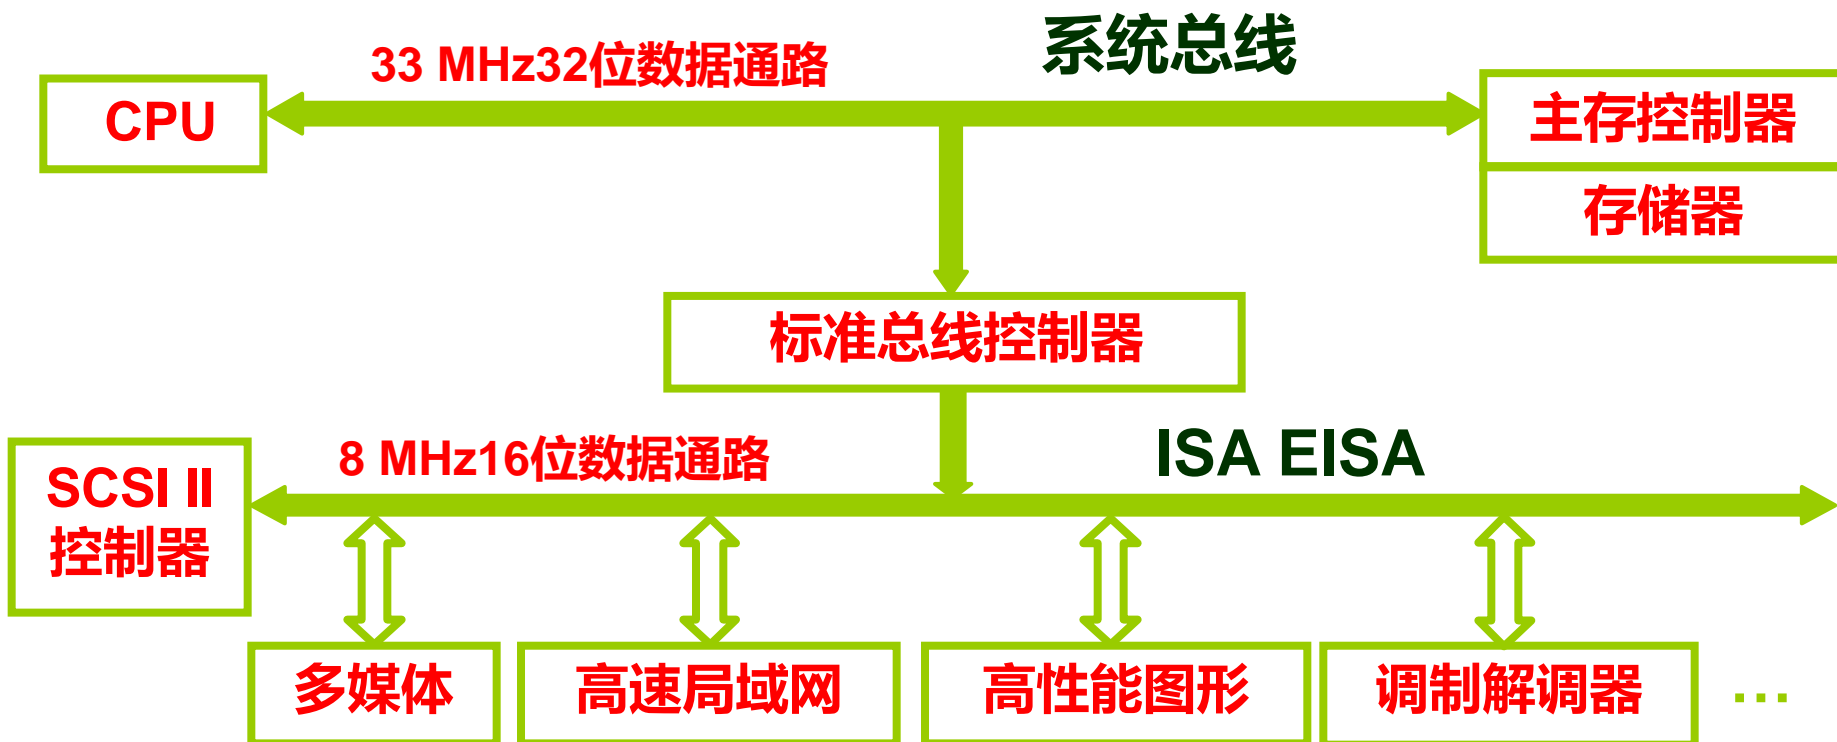 系统总线
33 MHz32位数据通路
CPU
主存控制器
存储器
标准总线控制器
8 MHz16位数据通路
ISA EISA
SCSI II
控制器
多媒体
高速局域网
高性能图形
调制解调器
…